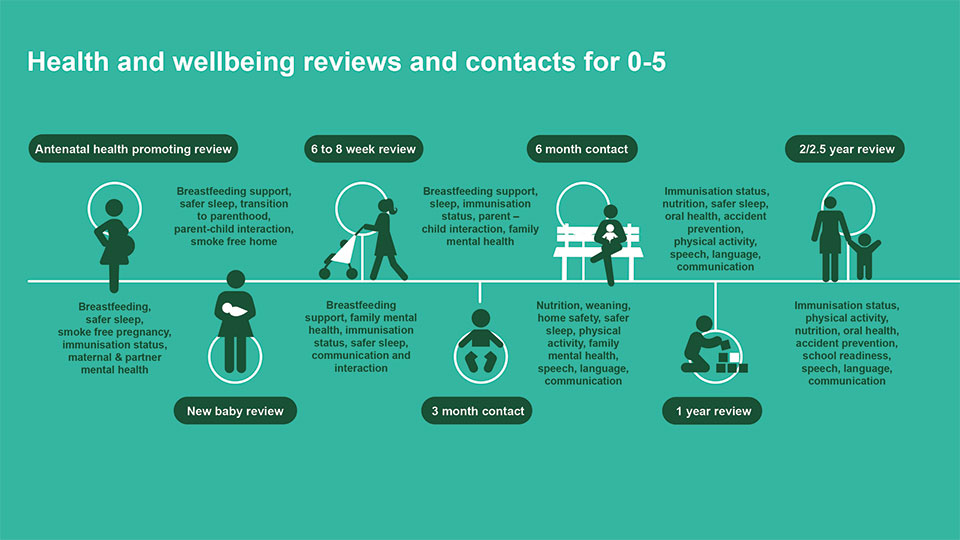 Health and wellbeing reviews and contacts for 0-5
Antenatal health promoting review
Breastfeeding,
safer sleep,
smoke free pregnancy,
immunisation status,
maternal & partner
mental health
Breastfeeding support,
safer sleep, transition
to parenthood,
parent-child interaction,
smoke free home
New baby review
6 to 8 week review
Breastfeeding
support, family mental
health, immunisation
status, safer sleep,
communication and
interaction
Breastfeeding support,
sleep, immunisation
status, parent –
child interaction, family
mental health
3 month contact
6 month contact
Nutrition, weaning,
home safety, safer
sleep, physical
activity, family
mental health,
speech, language,
communication
Immunisation status,
nutrition, safer sleep,
oral health, accident
prevention,
physical activity,
speech, language,
communication
1 year review
2/2.5 year review
Immunisation status,
physical activity,
nutrition, oral health,
accident prevention,
school readiness,
speech, language,
communication